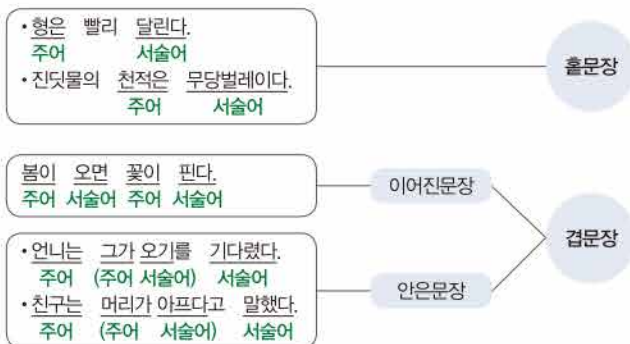 • 형은 빨리 달린다.
주어 서술어
• 진딧물의 천적은 무당벌레이다.
주어 서술어
홑문장
봄이 오면 꽃이 핀다.
주어 서술어 주어 서술어
이어진문장
겹문장
• 언니는 그가 오기를 기다렸다.
주어 (주어 서술어) 서술어
안은문장
• 친구는 머리가 아프다고 말했다.
주어 (주어 서술어) 서술어